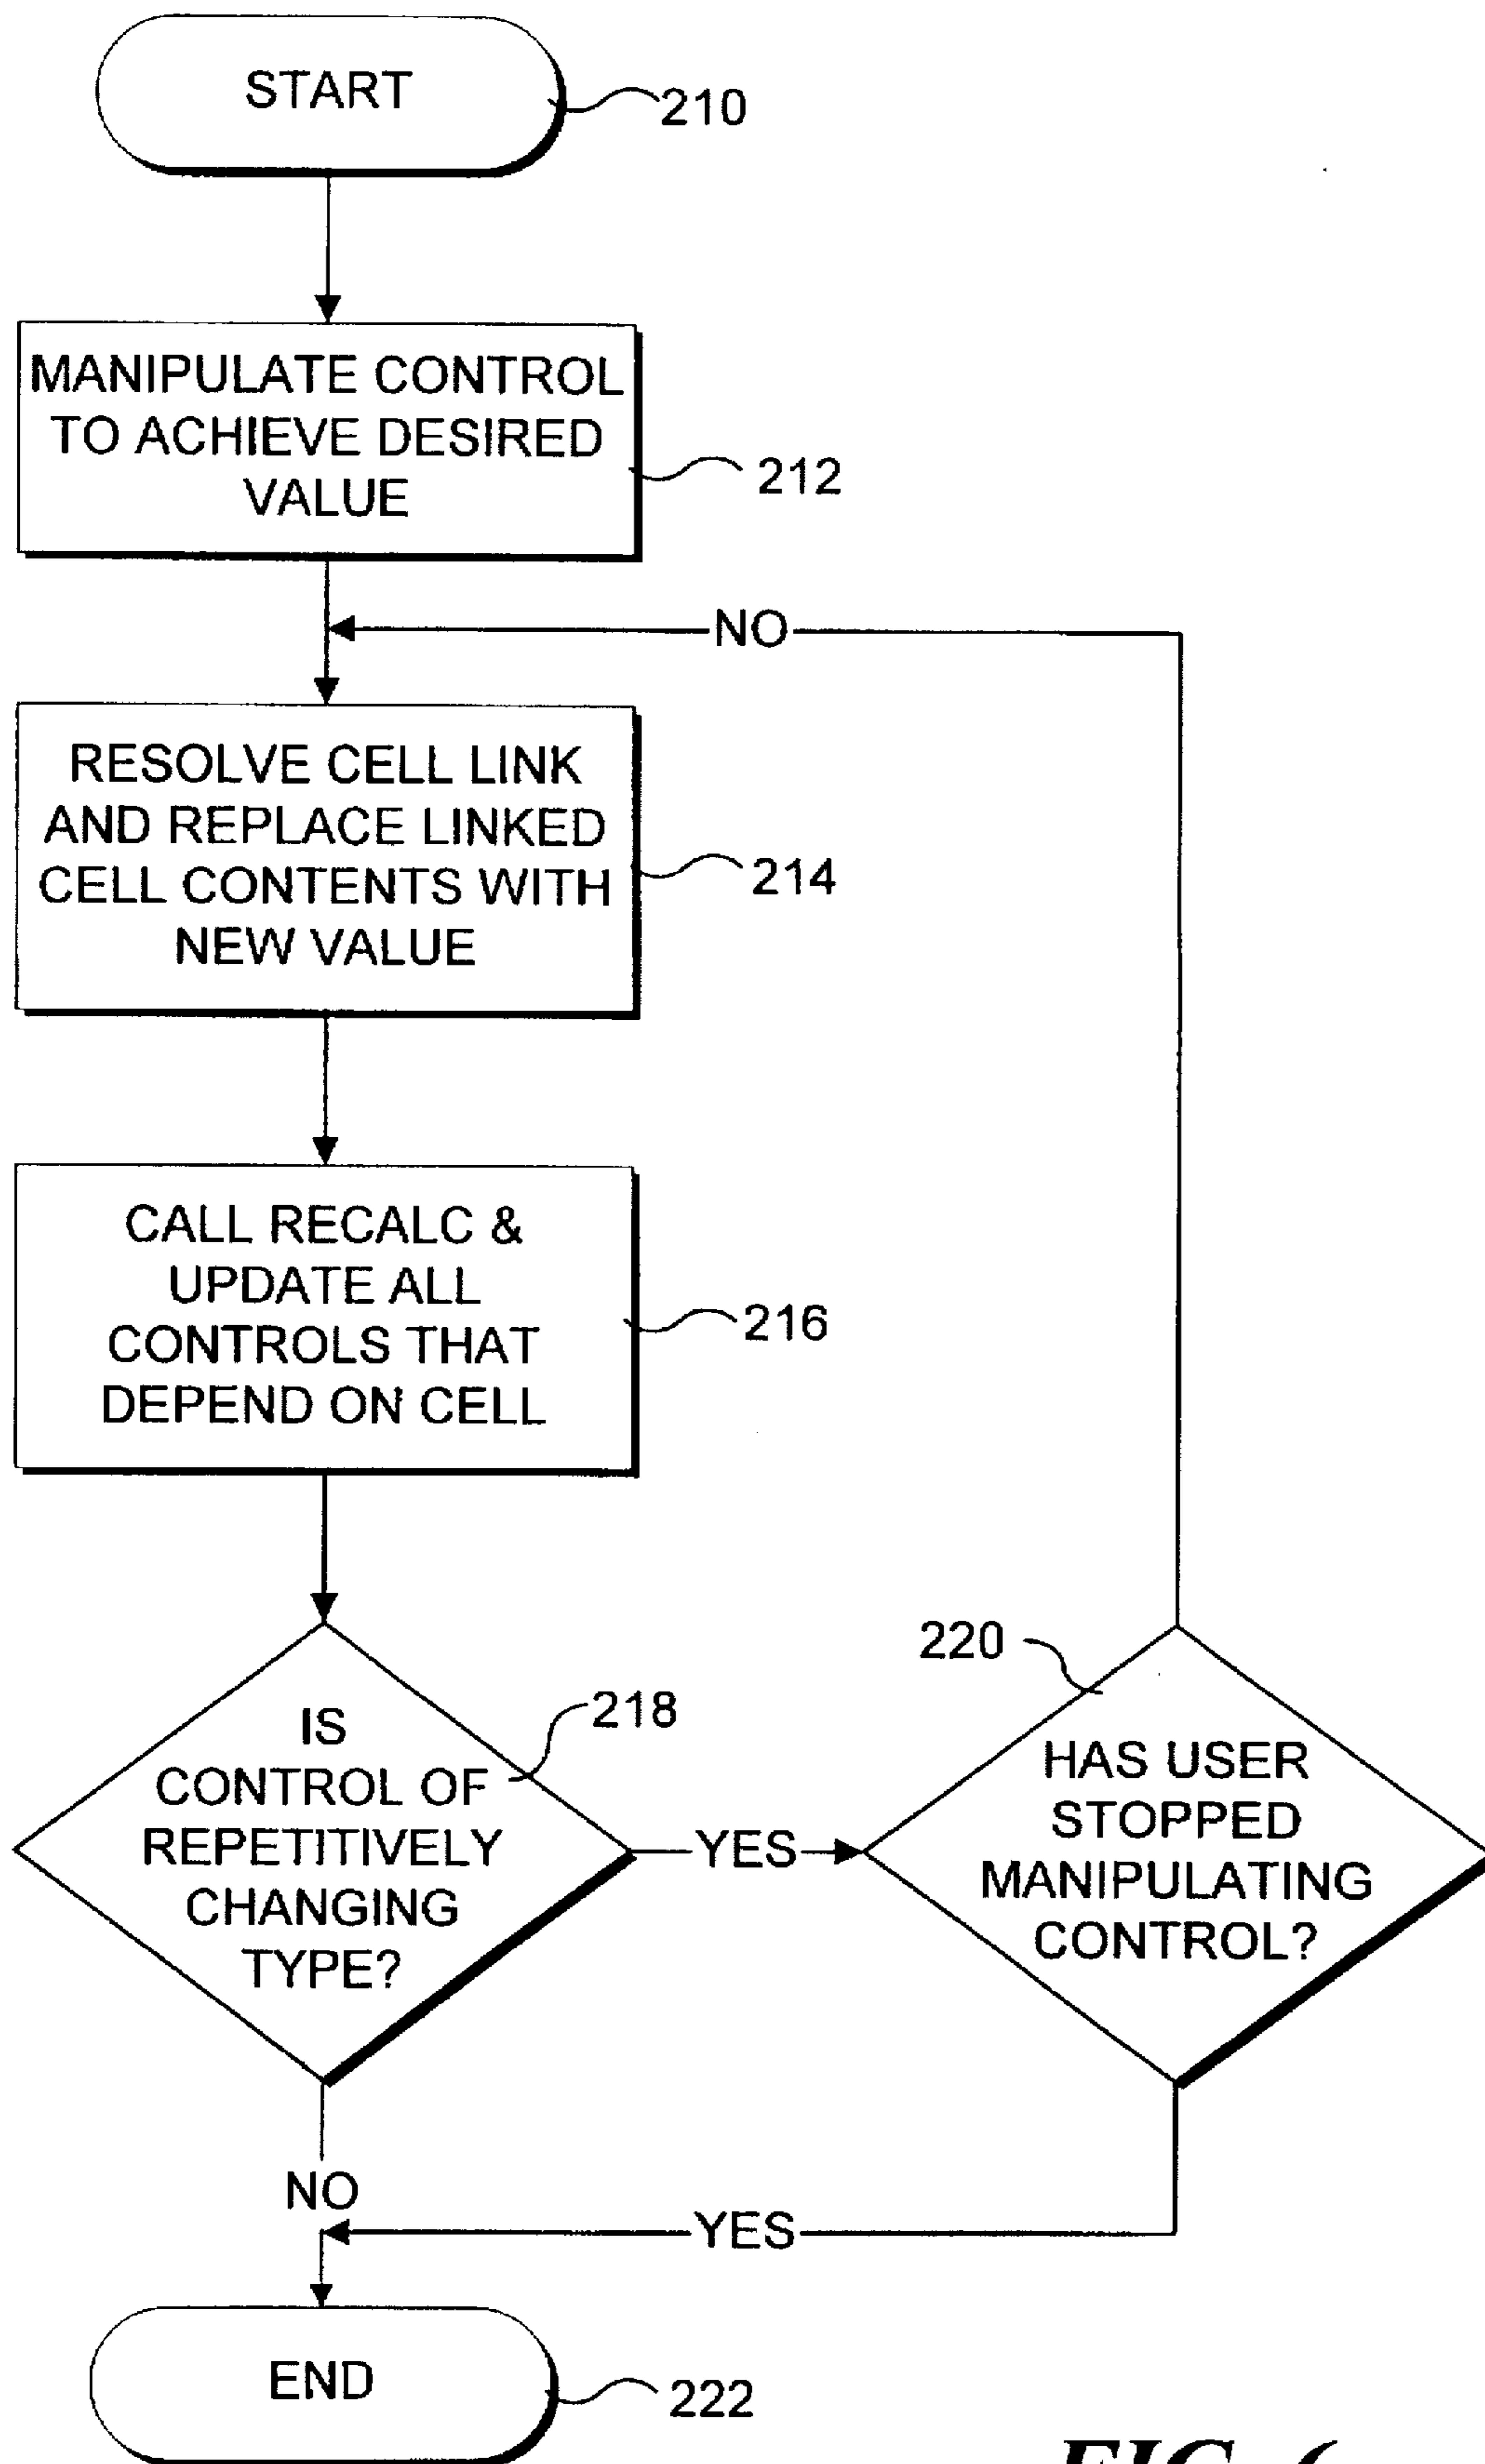 START
210
MANIPULATE CONTROL
TO ACHIEVE DESIRED
VALUE
212
NO
RESOLVE CELL LINK
AND REPLACE LINKED
CELL CONTENTS WITH
NEW VALUE
214
CALL RECALC &
UPDATE ALL
CONTROLS THAT
DEPEND ON CELL
216
IS
CONTROL OF
REPETITIVELY
CHANGING
TYPE?
218
YES
220
HAS USER
STOPPED
MANIPULATING
CONTROL?
NO
YES
END
222